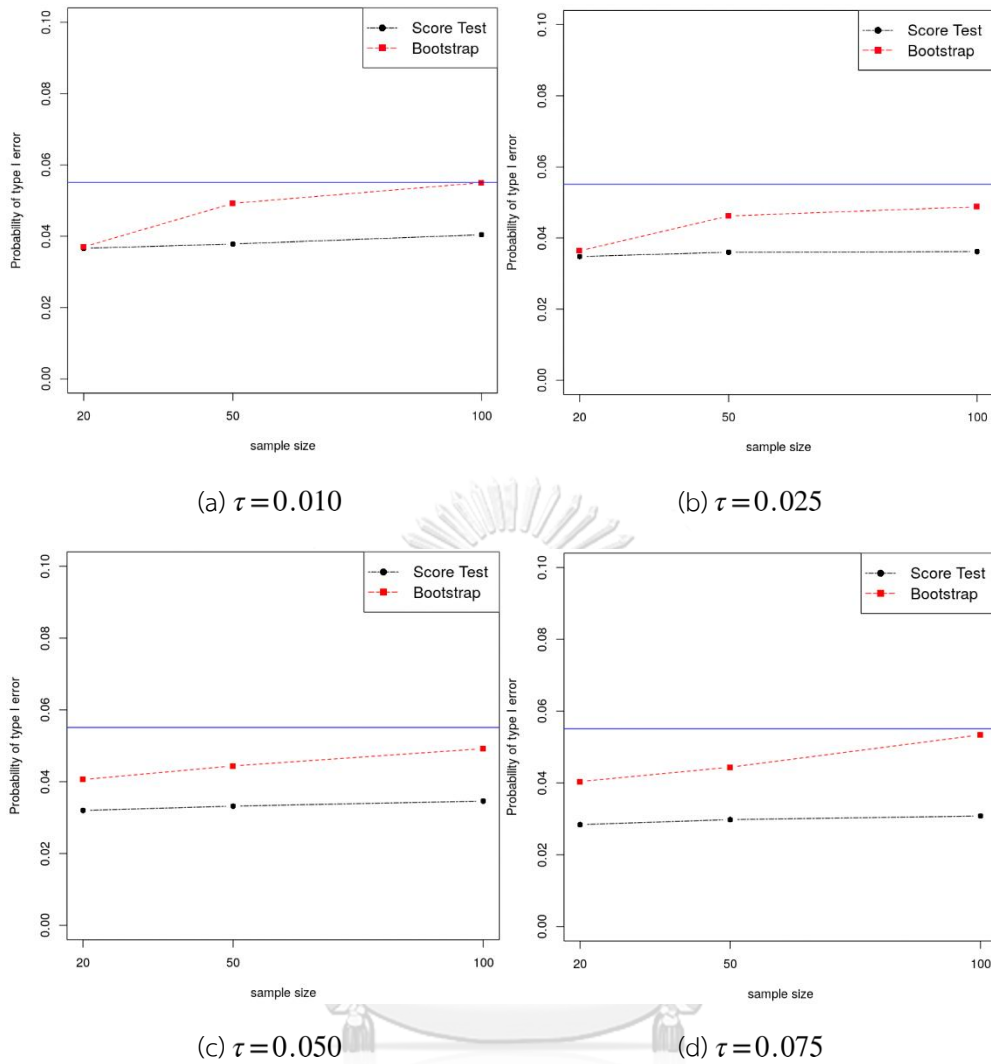 Score Test
Bootstrap
Probability of type I error
0.10
0.08
0.06
0.04
0.02
0.00
20
50
100
sample size
(a) τ=0.010
Score Test
Bootstrap
Probability of type I error
0.10
0.08
0.06
0.04
0.02
0.00
20
50
100
sample size
(b) τ=0.025
Score Test
Bootstrap
Probability of type I error
0.10
0.08
0.06
0.04
0.02
0.00
20
50
100
sample size
(c) τ=0.050
Score Test
Bootstrap
Probability of type I error
0.10
0.08
0.06
0.04
0.02
0.00
20
50
100
sample size
(d) τ=0.075